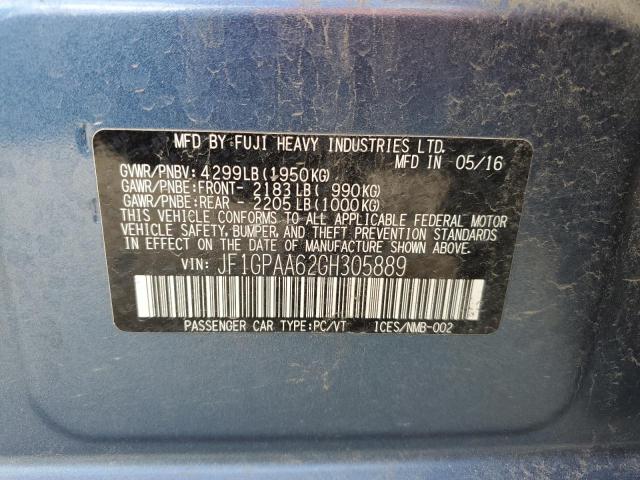 MFD BY FUJI HEAVY INDUSTRIES LTD.
MFD IN 05/16
GVWR/PNBV: 4299LB(1950KG)
GAWR/PNBE:FRONT- 2183LB( 990KG)
GAWR/PNBE:REAR - 2205LB(1000KG)
THIS VEHICLE CONFORMS TO ALL APPLICABLE FEDERAL MOTOR
VEHICLE SAFETY, BUMPER, AND THEFT PREVENTION STANDARDS
IN EFFECT ON THE DATE OF MANUFACTURE SHOWN ABOVE.
VIN: JF1GPAA62GH305889
PASSENGER CAR TYPE:PC/VT ICES/NMB-002